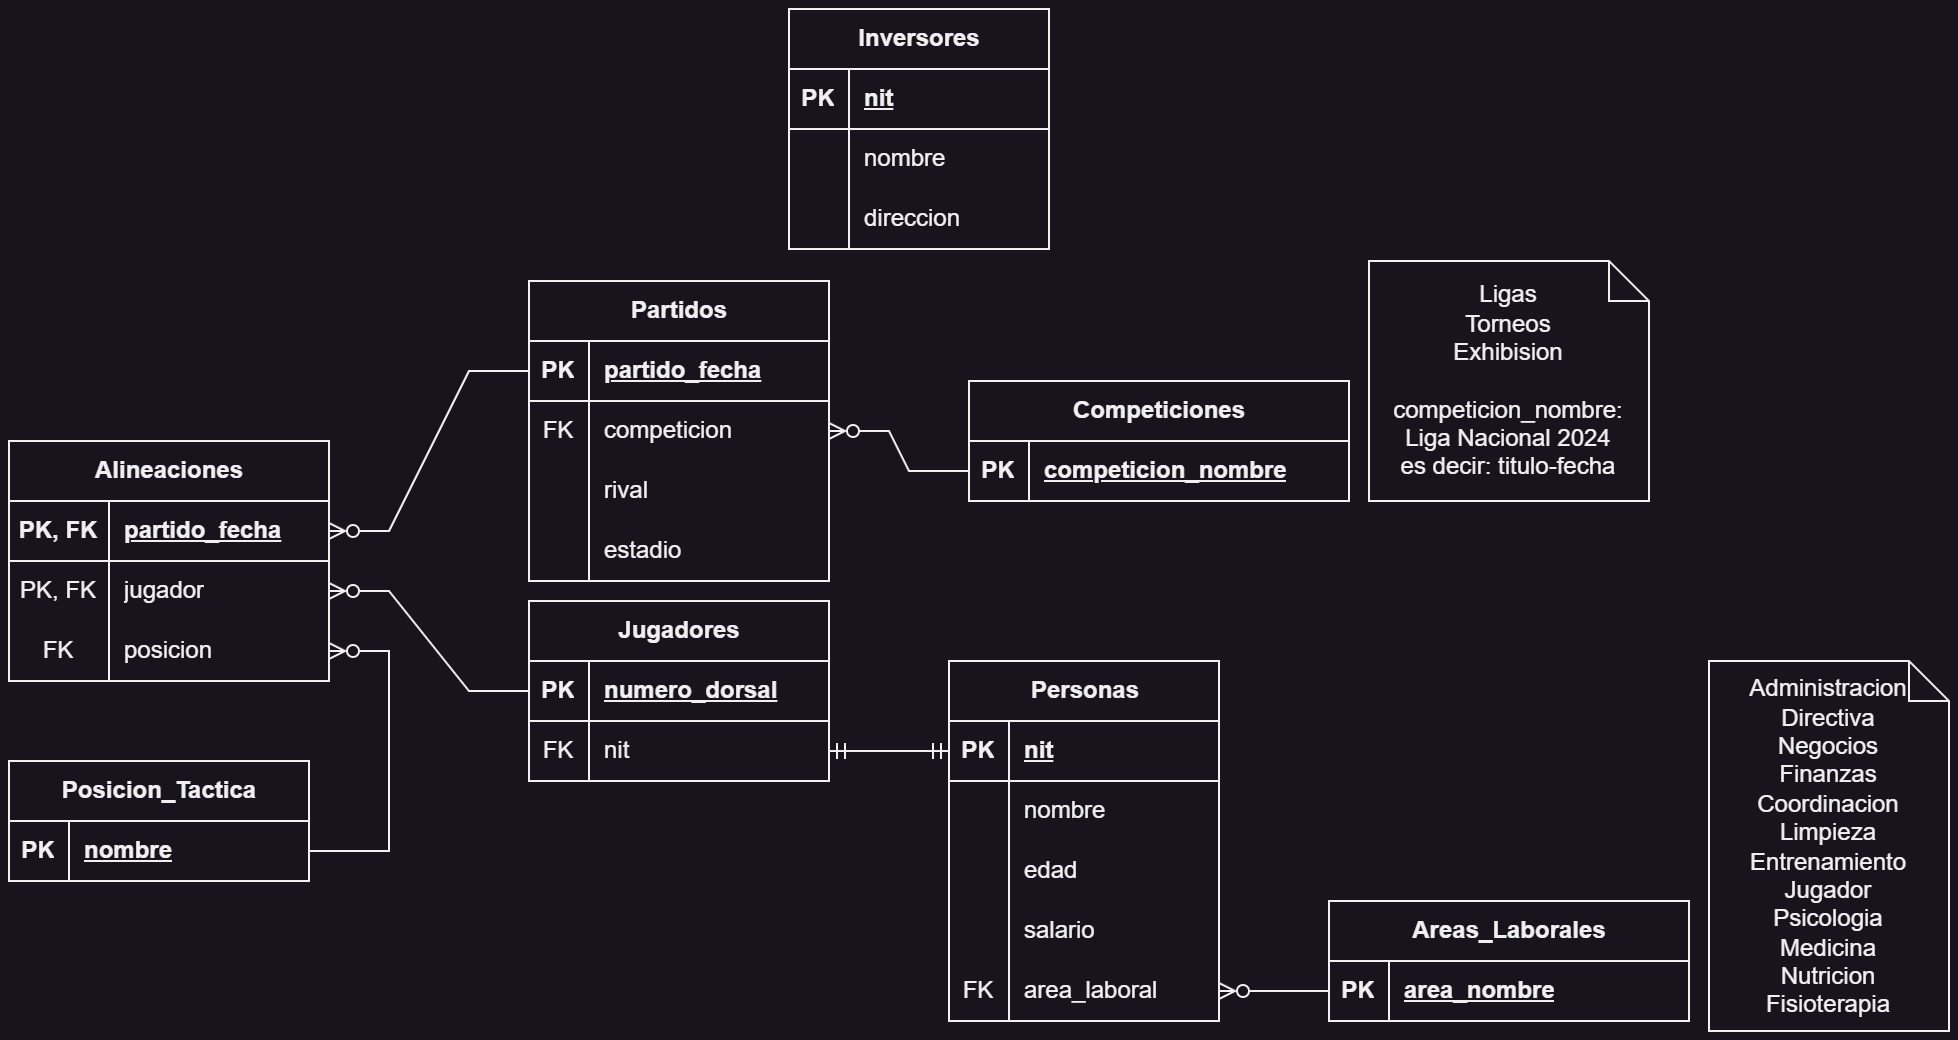 Inversores
PK nit
nombre
direccion
Partidos
PK partido_fecha
FK competicion
rival
estadio
Ligas
Torneos
Exhibision
competicion_nombre:
Liga Nacional 2024
es decir: titulo-fecha
Competiciones
PK competicion_nombre
Alineaciones
PK, FK partido_fecha
PK, FK jugador
FK posicion
Jugadores
PK numero_dorsal
FK nit
Posicion_Tactica
PK nombre
Personas
PK nit
nombre
edad
salario
FK area_laboral
Areas_Laborales
PK area_nombre
Administracion
Directiva
Negocios
Finanzas
Coordinacion
Limpieza
Entrenamiento
Jugador
Psicologia
Medicina
Nutricion
Fisioterapia